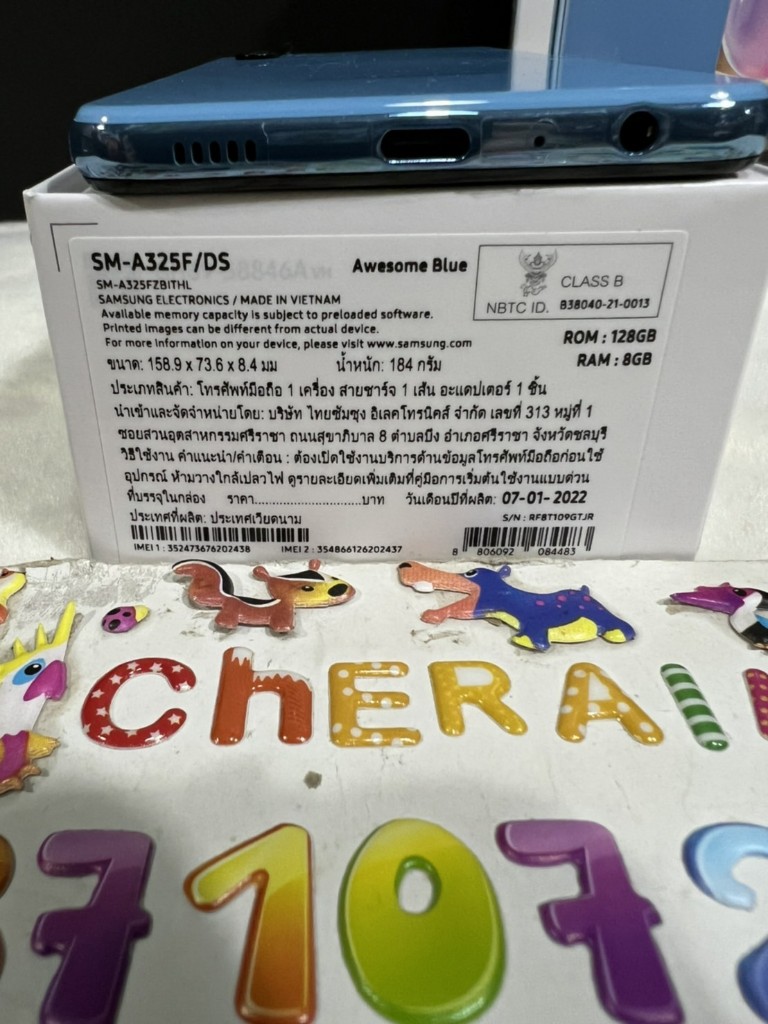 SM-A325F/DS
Awesome Blue
SM-A325FZBITHL
SAMSUNG ELECTRONICS / MADE IN VIETNAM
Available memory capacity is subject to preloaded software.
Printed images can be different from actual device.
For more information on your device, please visit www.samsung.com
CLASS B
NBTC ID. B38040-21-0013
ROM : 128GB
RAM : 8GB
ขนาด: 158.9 x 73.6 x 8.4 มม น้ำหนัก: 184 กรัม
ประเภทสินค้า: โทรศัพท์มือถือ 1 เครื่อง สายชาร์จ 1 เส้น อะแดปเตอร์ 1 ชิ้น
นำเข้าและจัดจำหน่ายโดย: บริษัท ไทยซัมซุง อิเลคโทรนิคส์ จำกัด เลขที่ 313 หมู่ที่ 1
ซอยสวนอุตสาหกรรมศรีราชา ถนนสุขาภิบาล 8 ตำบลบึง อำเภอศรีราชา จังหวัดชลบุรี
วิธีใช้งาน คำแนะนำ/คำเตือน : ต้องเปิดใช้งานบริการด้านข้อมูลโทรศัพท์มือถือก่อนใช้
อุปกรณ์ ห้ามวางใกล้เปลวไฟ ดูรายละเอียดเพิ่มเติมที่คู่มือการเริ่มต้นใช้งานแบบด่วน
ที่บรรจุในกล่อง ราคา..............................บาท วันเดือนปีที่ผลิต: 07-01- 2022
ประเทศที่ผลิต: ประเทศเวียดนาม
S/N : RF8T109GTJR
IMEI 1 : 352473676202438 IMEI 2 : 354866126202437
8 806092 084483
ChERAI
7107